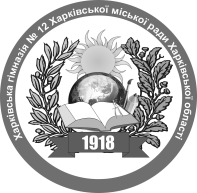 Харківська гімназія № 12 Харківської міської ради Харківської області
1918